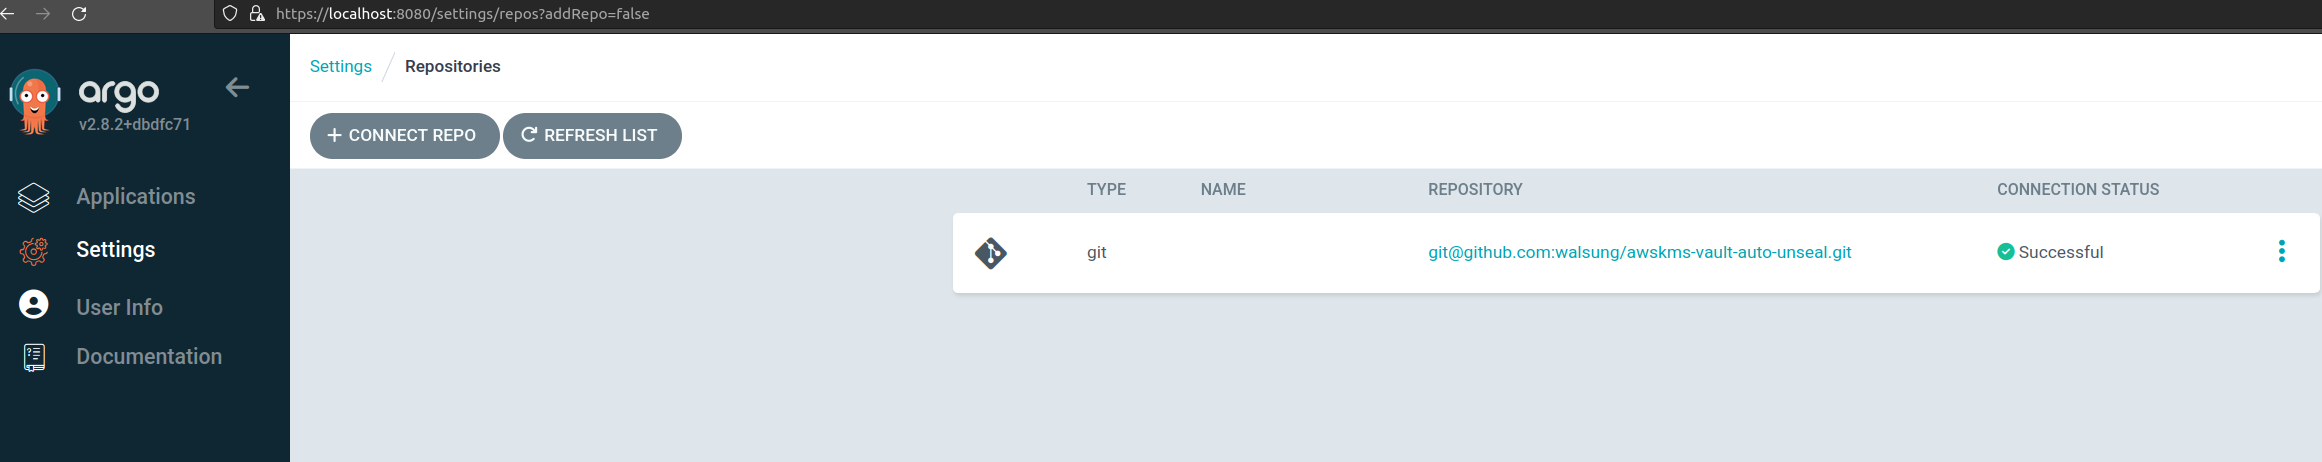 https://localhost:8080/settings/repos?addRepo=false
argo
v2.8.2+dbdfc71
Applications
Settings
User Info
Documentation
Settings / Repositories
+ CONNECT REPO REFRESH LIST
TYPE NAME REPOSITORY CONNECTION STATUS
git git@github.com:walsung/awskms-vault-auto-unseal.git Successful